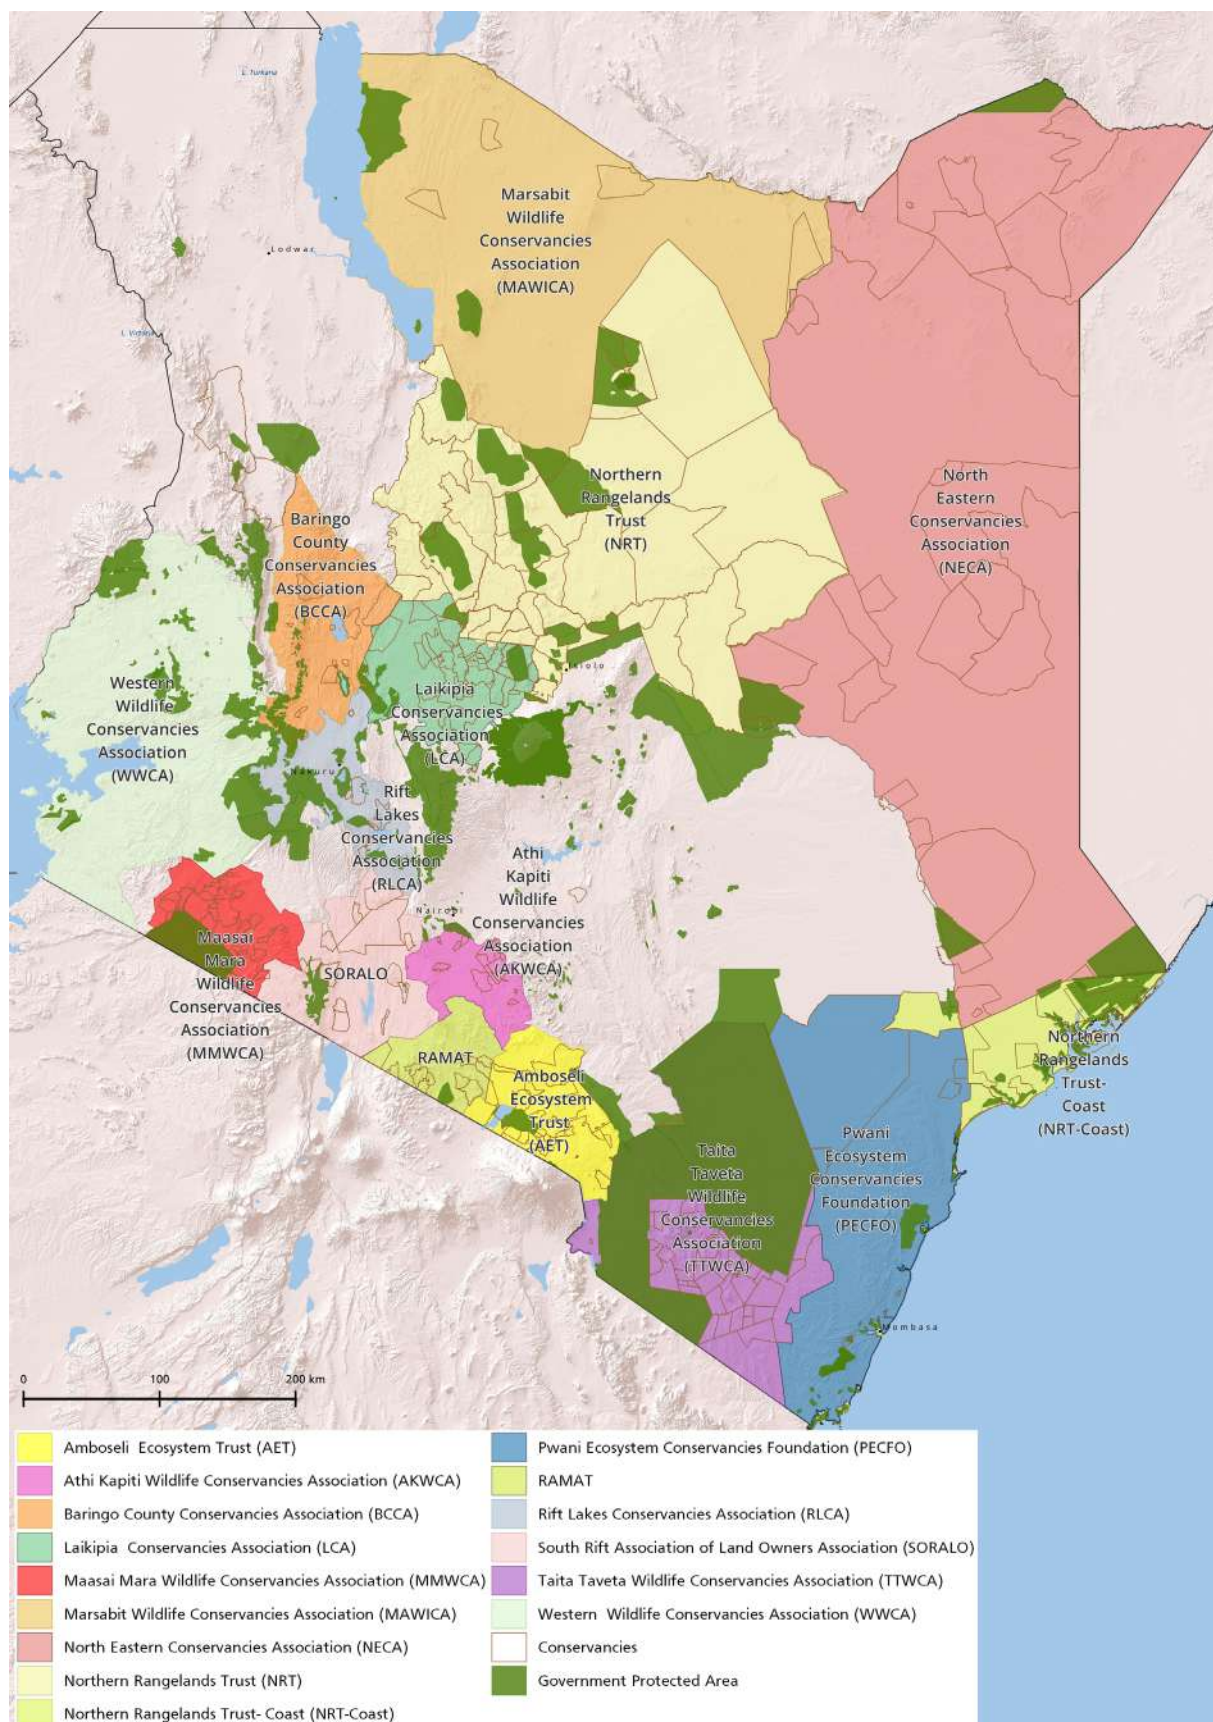 L. Turkana
Marsabit
Wildlife
Conservancies
Association
(MAWICA)
Lodwar
L. Victoria
Northern
Rangelands
Trust
(NRT)
North
Eastern
Conservancies
Association
(NECA)
Baringo
County
Conservancies
Association
(BCCA)
Isiolo
Western
Wildlife
Conservancies
Association
(WWCA)
Laikipia
Conservancies
Association
(LCA)
Nakuru
Rift
Lakes
Conservancies
Association
(RLCA)
Athi
Kapiti
Wildlife
Conservancies
Association
(AKWCA)
Nairobi
Maasai
Mara
Wildlife
Conservancies
Association
(MMWCA)
SORALO
RAMAT
Amboseli
Ecosystem
Trust
(AET)
Northern
Rangelands
Trust-
Coast
(NRT-Coast)
Pwani
Ecosystem
Conservancies
Foundation
(PECFO)
Taita
Taveta
Wildlife
Conservancies
Association
(TTWCA)
Mombasa
0 100 200 km
Amboseli Ecosystem Trust (AET)
Athi Kapiti Wildlife Conservancies Association (AKWCA)
Baringo County Conservancies Association (BCCA)
Laikipia Conservancies Association (LCA)
Maasai Mara Wildlife Conservancies Association (MMWCA)
Marsabit Wildlife Conservancies Association (MAWICA)
North Eastern Conservancies Association (NECA)
Northern Rangelands Trust (NRT)
Northern Rangelands Trust- Coast (NRT-Coast)
Pwani Ecosystem Conservancies Foundation (PECFO)
RAMAT
Rift Lakes Conservancies Association (RLCA)
South Rift Association of Land Owners Association (SORALO)
Taita Taveta Wildlife Conservancies Association (TTWCA)
Western Wildlife Conservancies Association (WWCA)
Conservancies
Government Protected Area